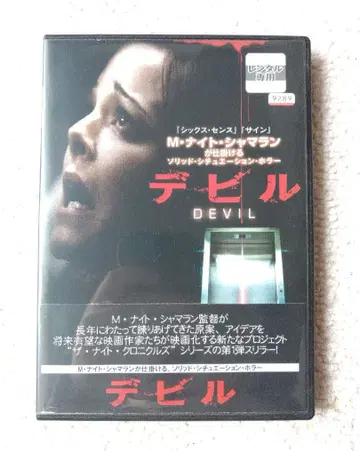 レンタル
専用
9289
「シックス・センス」「サイン」
M・ナイト・シャマラン
が仕掛ける
ソリッド・シチュエーション・ホラー
デビル
DEVIL
M・ナイト・シャマラン監督が
長年にわたって練りあげてきた原案、アイデアを
将来有望な映画作家たちが映画化する新たなプロジェクト
"ザ・ナイト・クロニクルズ" シリーズの第1弾スリラー!
M・ナイト・シャマランが仕掛ける、ソリッド・シチュエーション・ホラー
デビル